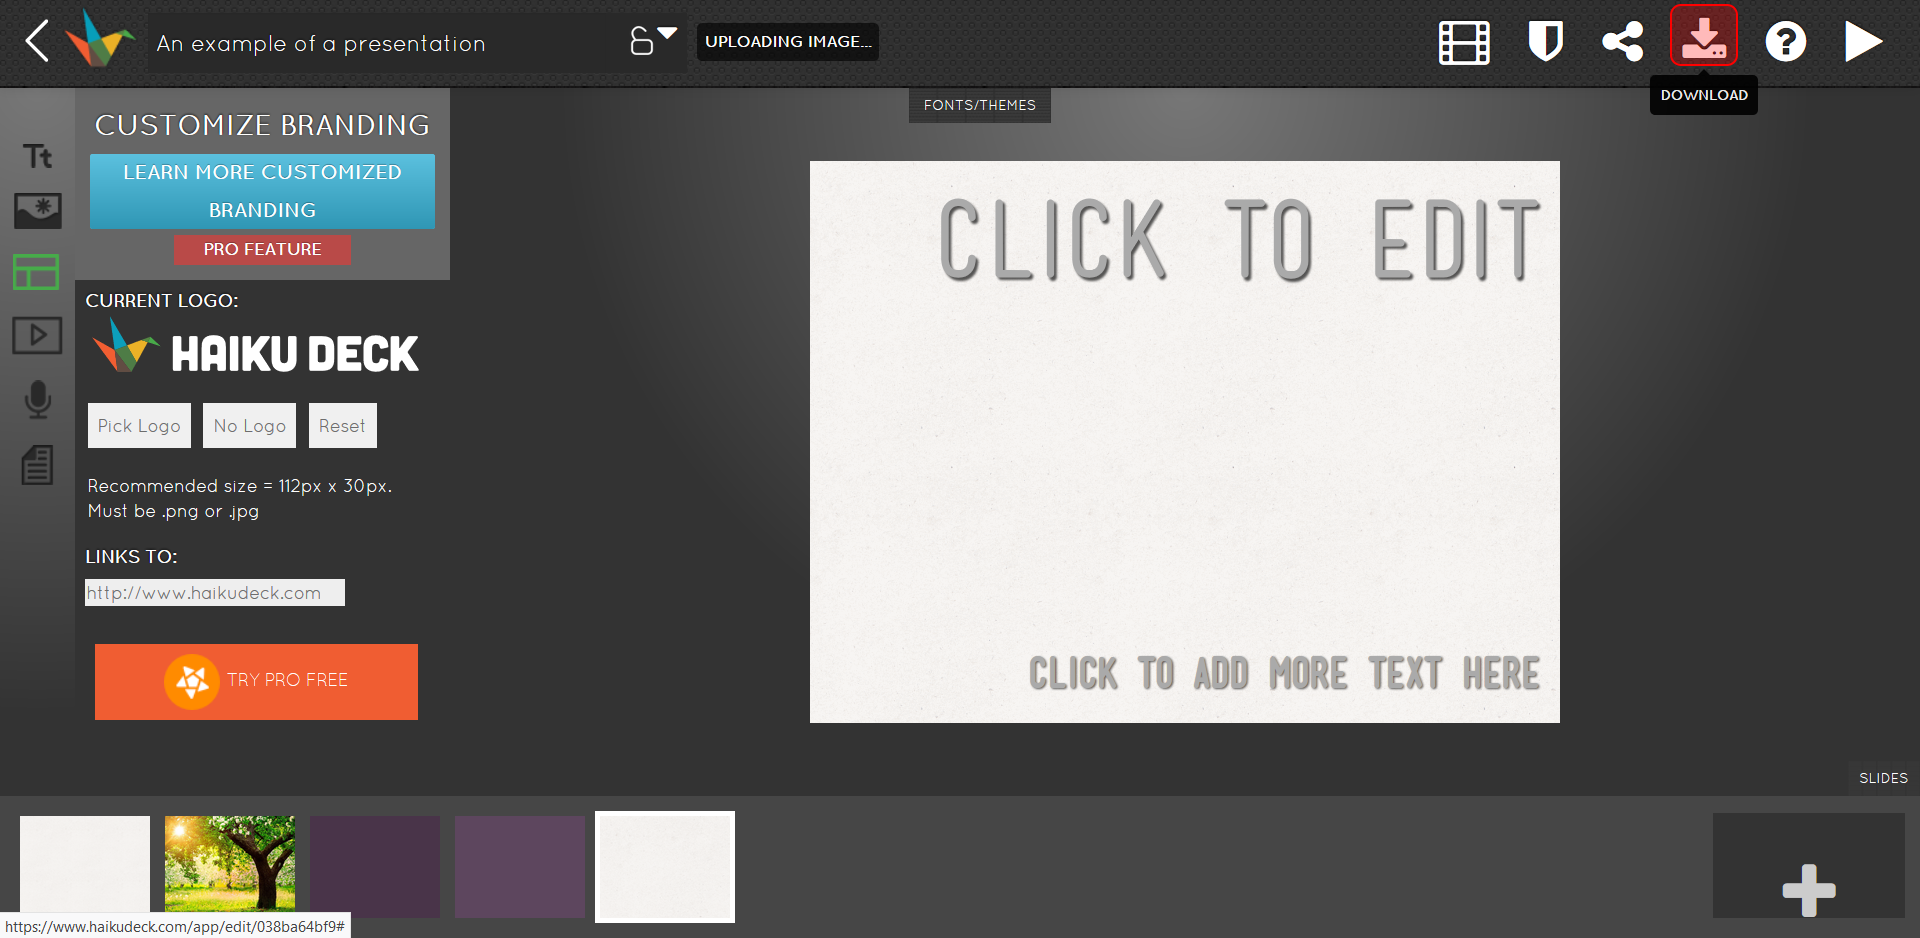 An example of a presentation
UPLOADING IMAGE...
DOWNLOAD
FONTS/THEMES
Tt
CUSTOMIZE BRANDING
LEARN MORE CUSTOMIZED
BRANDING
PRO FEATURE
CURRENT LOGO:
HAIKU DECK
Pick Logo
No Logo
Reset
Recommended size = 112px x 30px.
Must be .png or .jpg
LINKS TO:
http://www.haikudeck.com
TRY PRO FREE
CLICK TO EDIT
CLICK TO ADD MORE TEXT HERE
SLIDES
https://www.haikudeck.com/app/edit/038ba64bf9#